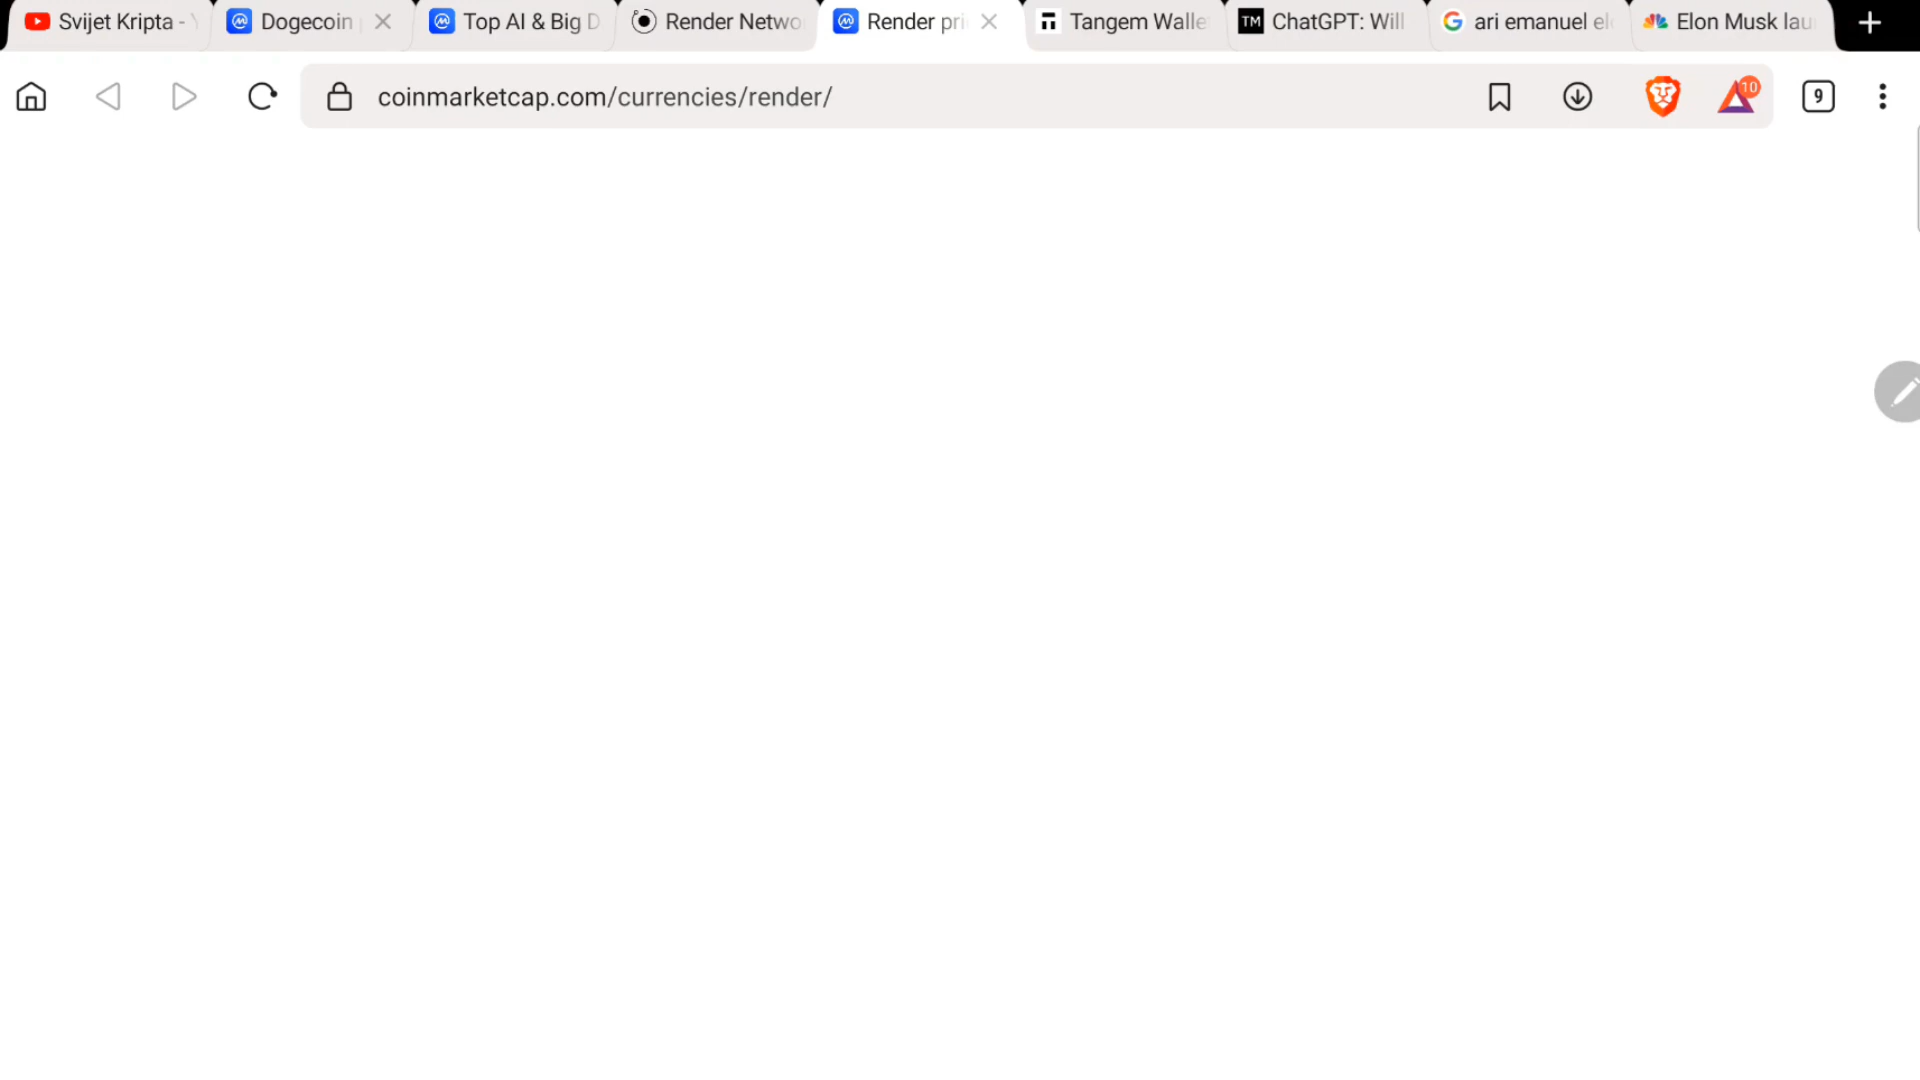 Svijet Kripta -
Dogecoin
Top AI & Big D
Render Netwo
Render pri
TM
ChatGPT: Will
Tangem Walle
ari emanuel el
Elon Musk lau
coinmarketcap.com/currencies/render/
10
9